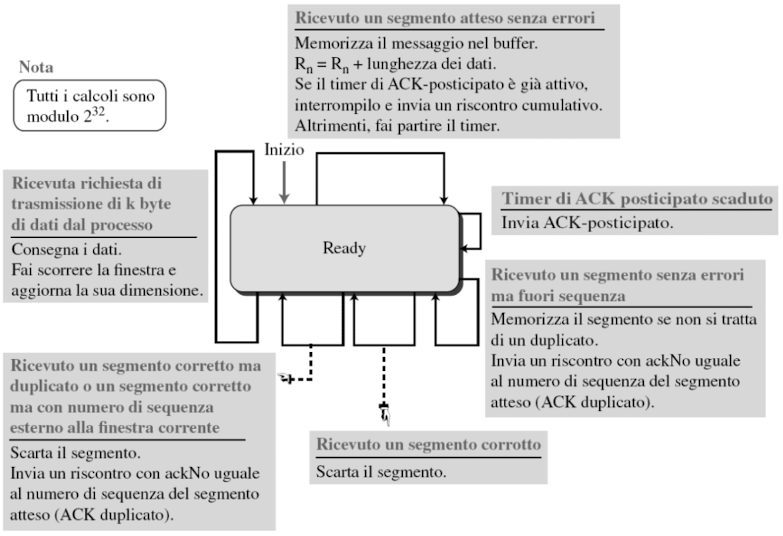 Ricevuto un segmento atteso senza errori
Memorizza il messaggio nel buffer.
Rn = Rn + lunghezza dei dati.
Se il timer di ACK-posticipato è già attivo,
interrompilo e invia un riscontro cumulativo.
Altrimenti, fai partire il timer.
Nota
Tutti i calcoli sono
modulo 2³².
Inizio
Ricevuta richiesta di
trasmissione di k byte
di dati dal processo
Consegna i dati.
Fai scorrere la finestra e
aggiorna la sua dimensione.
Ready
Timer di ACK posticipato scaduto
Invia ACK-posticipato.
Ricevuto un segmento senza errori
ma fuori sequenza
Memorizza il segmento se non si tratta
di un duplicato.
Invia un riscontro con ackNo uguale
al numero di sequenza del segmento
atteso (ACK duplicato).
Ricevuto un segmento corretto ma
duplicato o un segmento corretto
ma con numero di sequenza
esterno alla finestra corrente
Scarta il segmento.
Invia un riscontro con ackNo uguale
al numero di sequenza del segmento
atteso (ACK duplicato).
Ricevuto un segmento corrotto
Scarta il segmento.